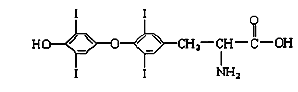 I I O
HO O CH₂ CH C OH
I I NH₂